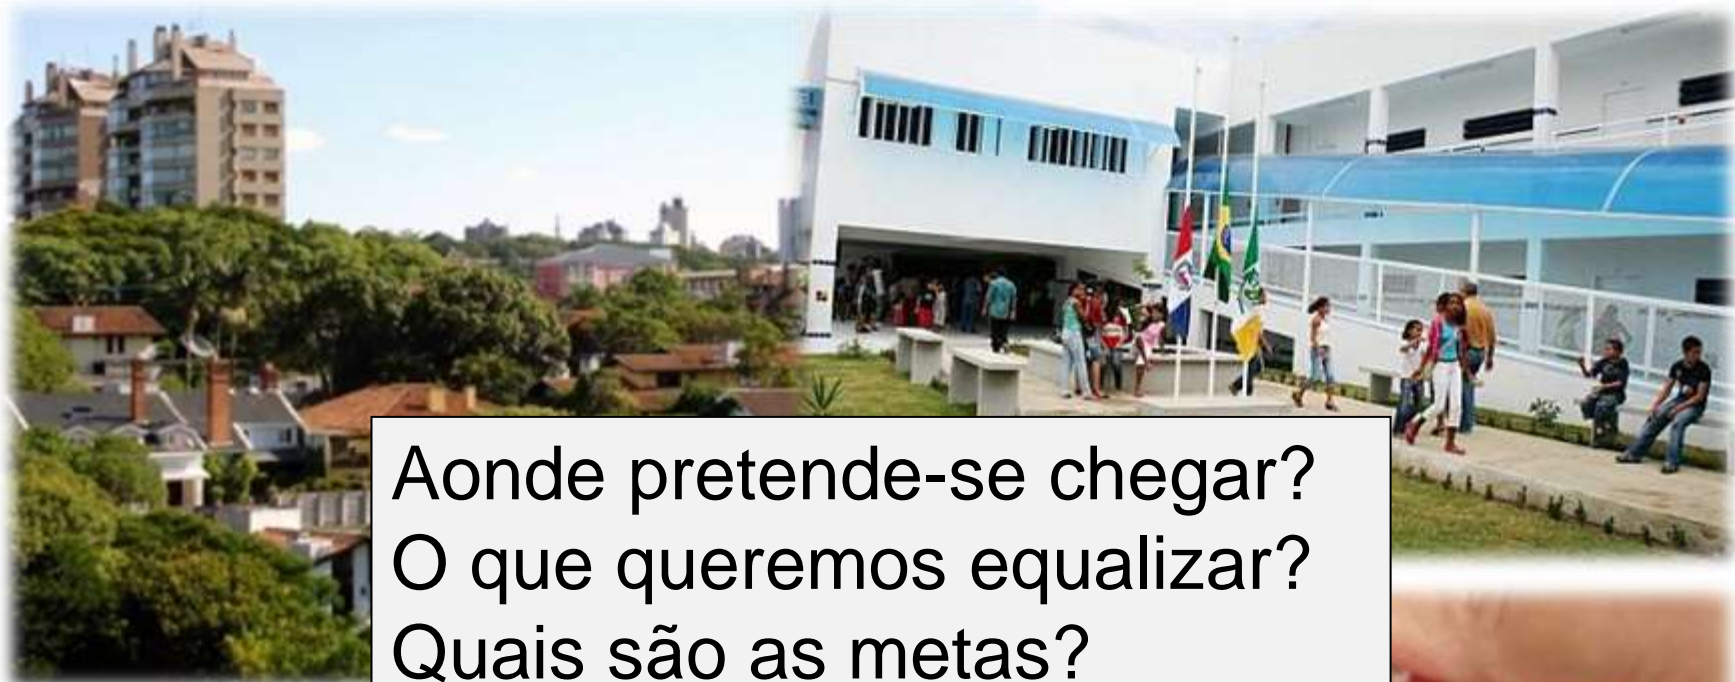 Aonde pretende-se chegar?
O que queremos equalizar?
Quais são as metas?